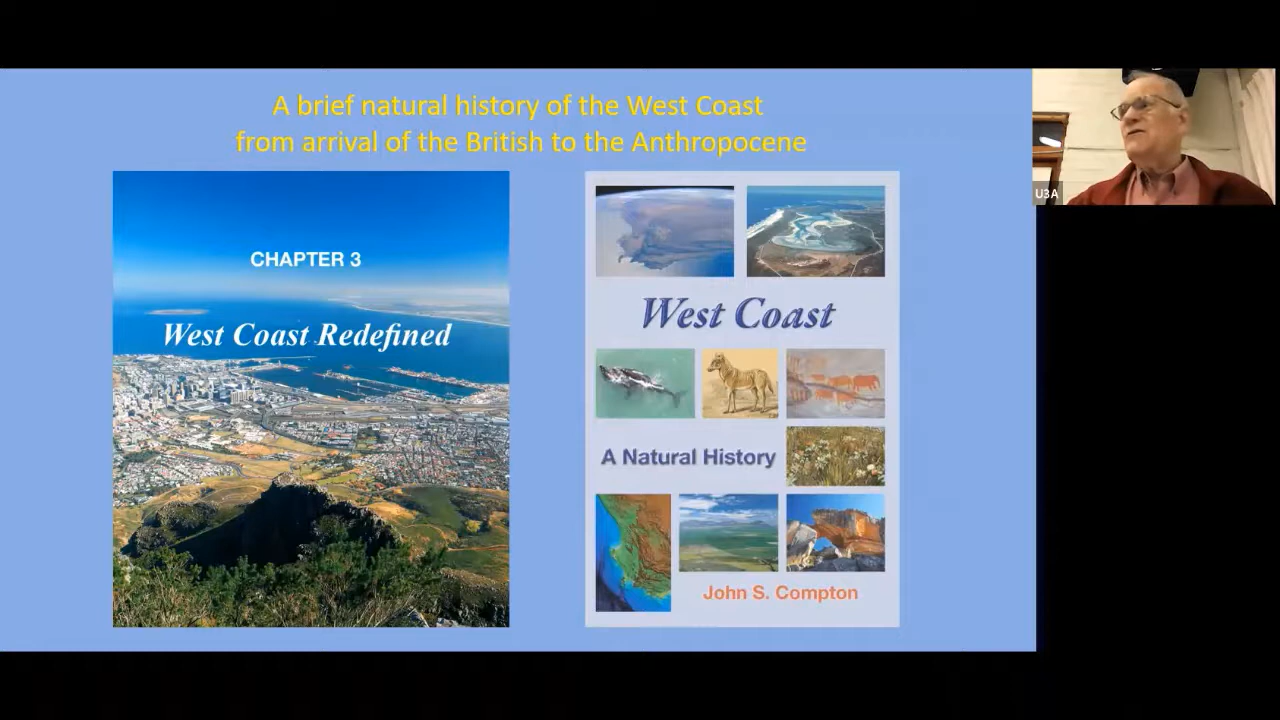 A brief natural history of the West Coast
from arrival of the British to the Anthropocene
CHAPTER 3
West Coast Redefined
West Coast
A Natural History
John S. Compton
U3A